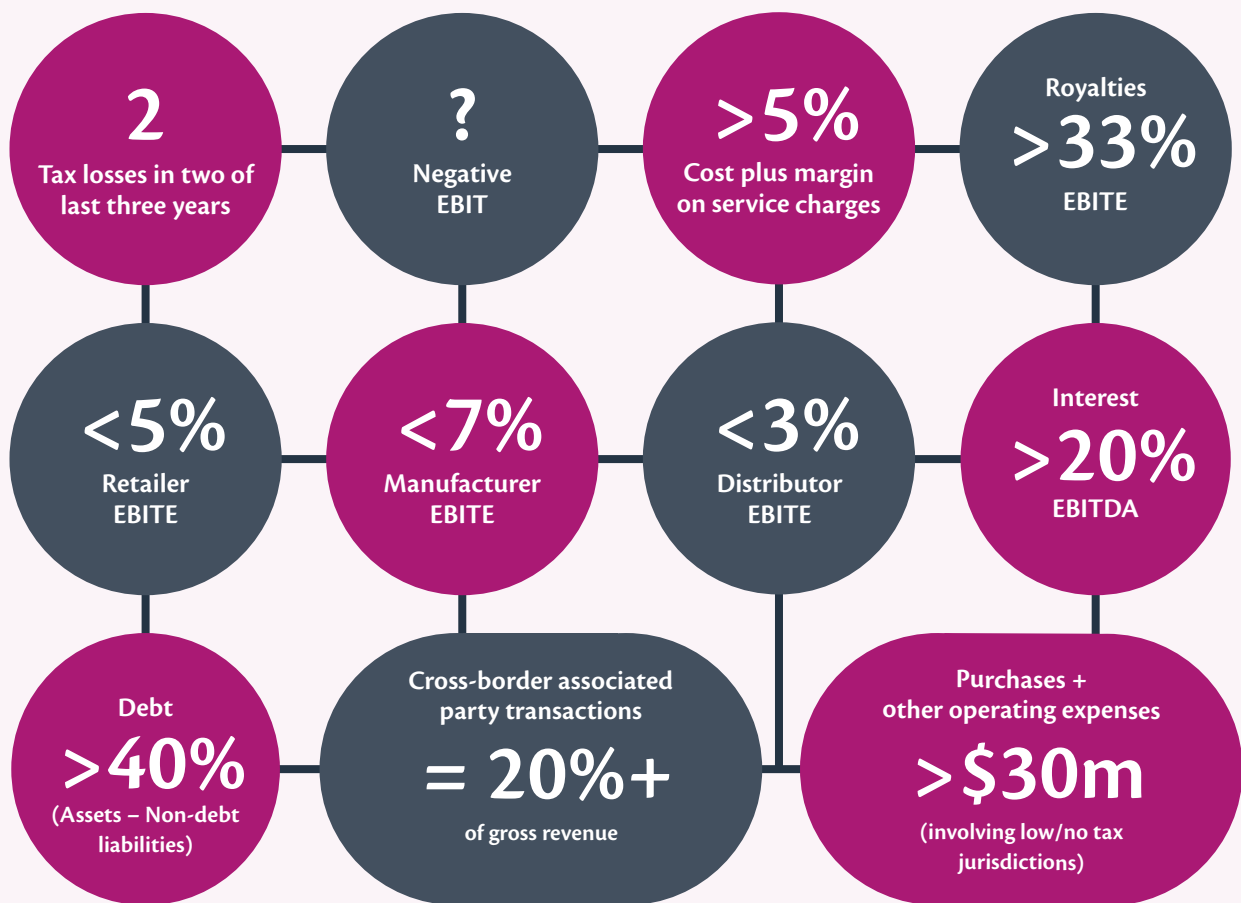 2
Tax losses in two of
last three years
?
Negative
EBIT
>5%
Cost plus margin
on service charges
Royalties
>33%
EBITE
<5%
Retailer
EBITE
<7%
Manufacturer
EBITE
<3%
Distributor
EBITE
Interest
>20%
EBITDA
Debt
>40%
(Assets – Non-debt
liabilities)
Cross-border associated
party transactions
= 20%+
of gross revenue
Purchases +
other operating expenses
>$30m
(involving low/no tax
jurisdictions)